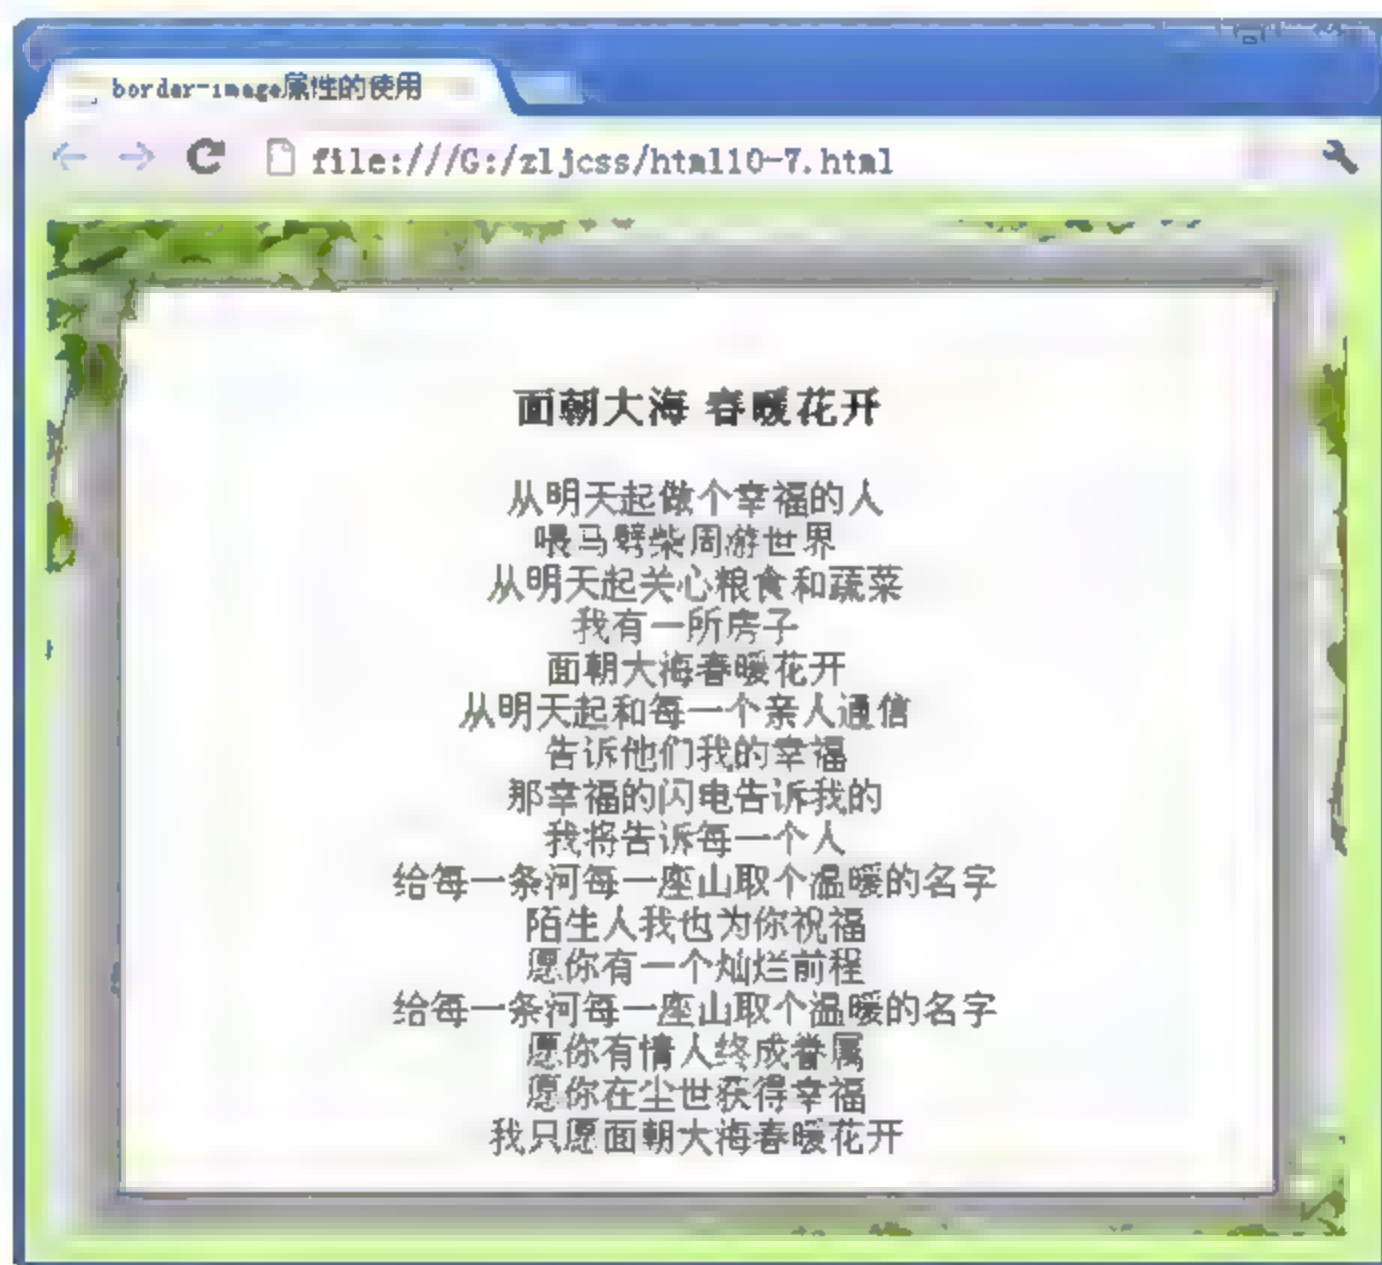 border-image属性的使用
file:///G:/zljcss/html10-7.html
面朝大海 春暖花开
从明天起做个幸福的人
喂马劈柴周游世界
从明天起关心粮食和蔬菜
我有一所房子
面朝大海春暖花开
从明天起和每一个亲人通信
告诉他们我的幸福
那幸福的闪电告诉我的
我将告诉每一个人
给每一条河每一座山取个温暖的名字
陌生人我也为你祝福
愿你有一个灿烂前程
给每一条河每一座山取个温暖的名字
愿你有情人终成眷属
愿你在尘世获得幸福
我只愿面朝大海春暖花开